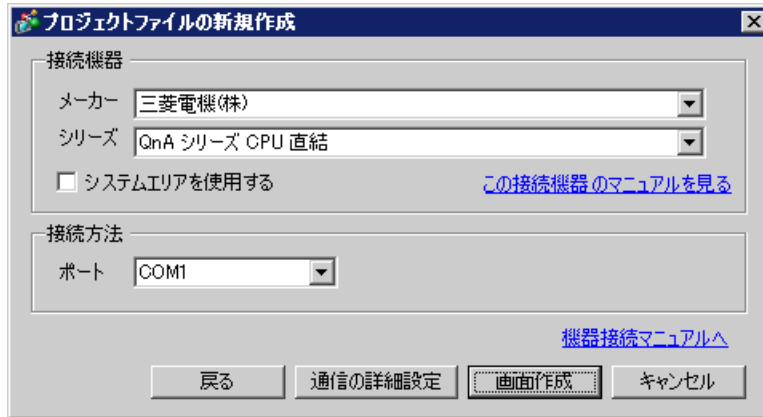 プロジェクトファイルの新規作成
接続機器
メーカー 三菱電機(株)
シリーズ QnA シリーズ CPU 直結
システムエリアを使用する この接続機器のマニュアルを見る
接続方法
ポート COM1
機器接続マニュアルへ
戻る 通信の詳細設定 画面作成 キャンセル